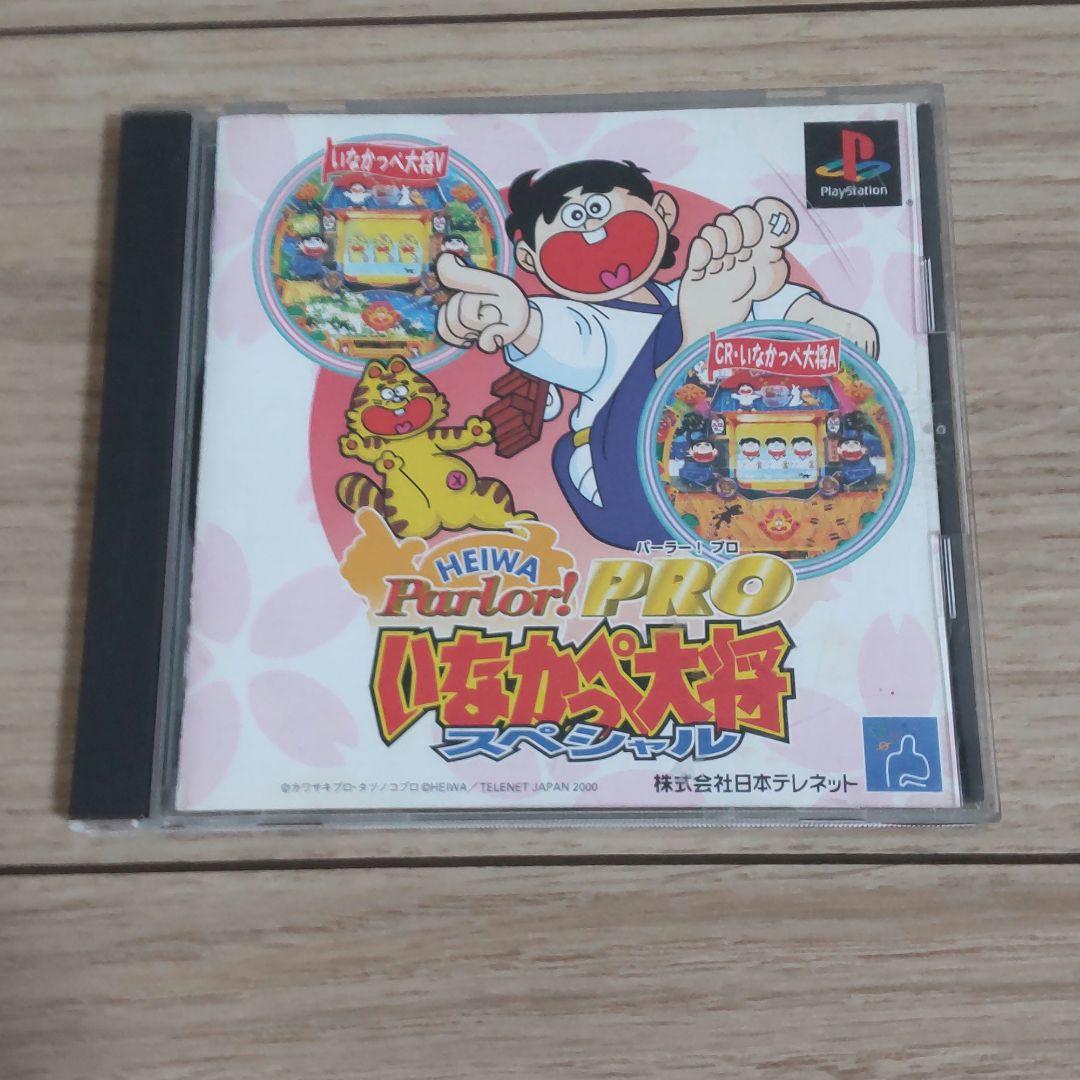 いなかっぺ大将V
PlayStation
CR・いなかっぺ大将A
パーラー! プロ
HEIWA
Parlor! PRO
いなかっぺ大将
スペシャル
©カワサキプロ・タツノコプロ ©HEIWA／TELENET JAPAN 2000
株式会社日本テレネット